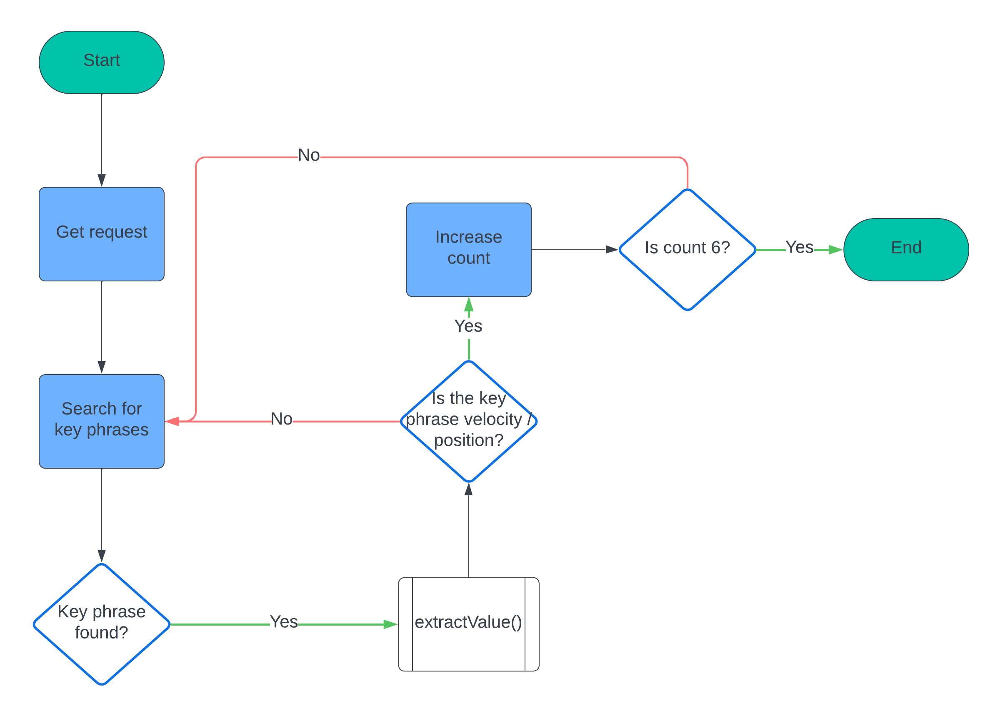 Start
Get request
Search for
key phrases
Key phrase
found?
Yes
extractValue()
Is the key
phrase velocity /
position?
No
Yes
Increase
count
Is count 6?
No
Yes
End